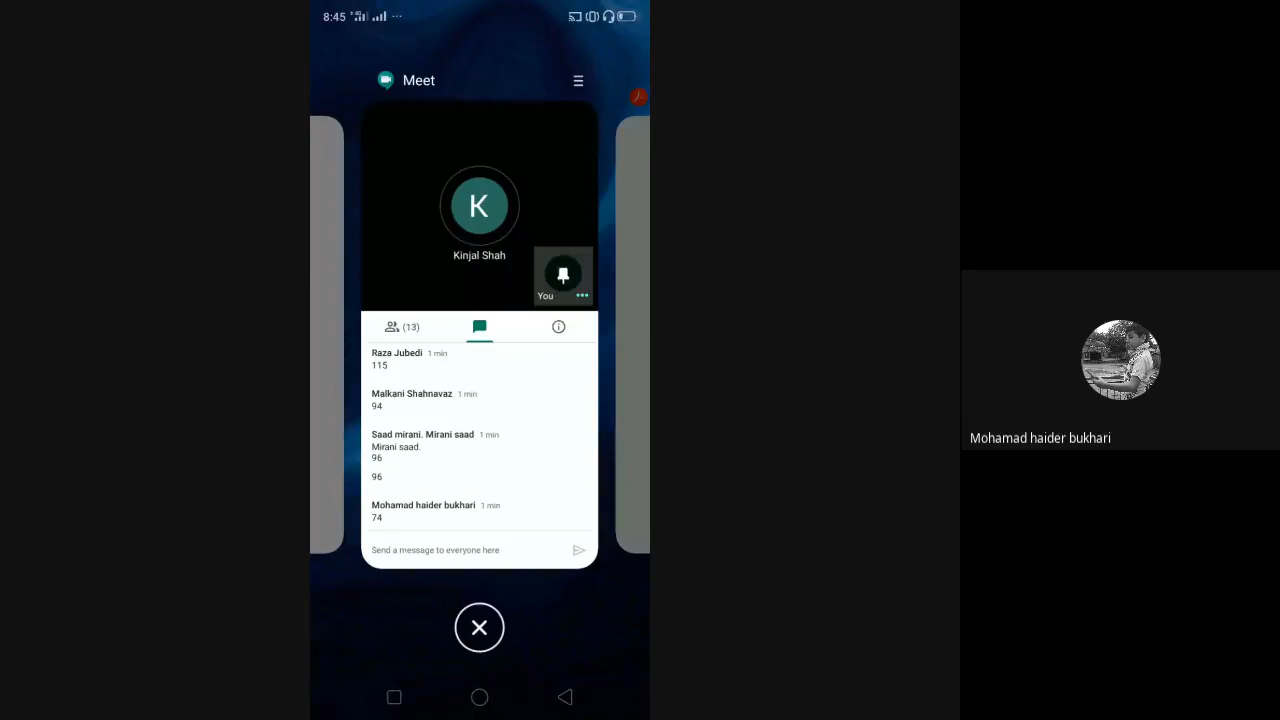 8:45
Meet
K
Kinjal Shah
You
(13)
Raza Jubedi 1 min
115
Malkani Shahnavaz 1 min
94
Saad mirani. Mirani saad 1 min
Mirani saad.
96
96
Mohamad haider bukhari 1 min
74
Send a message to everyone here
Mohamad haider bukhari